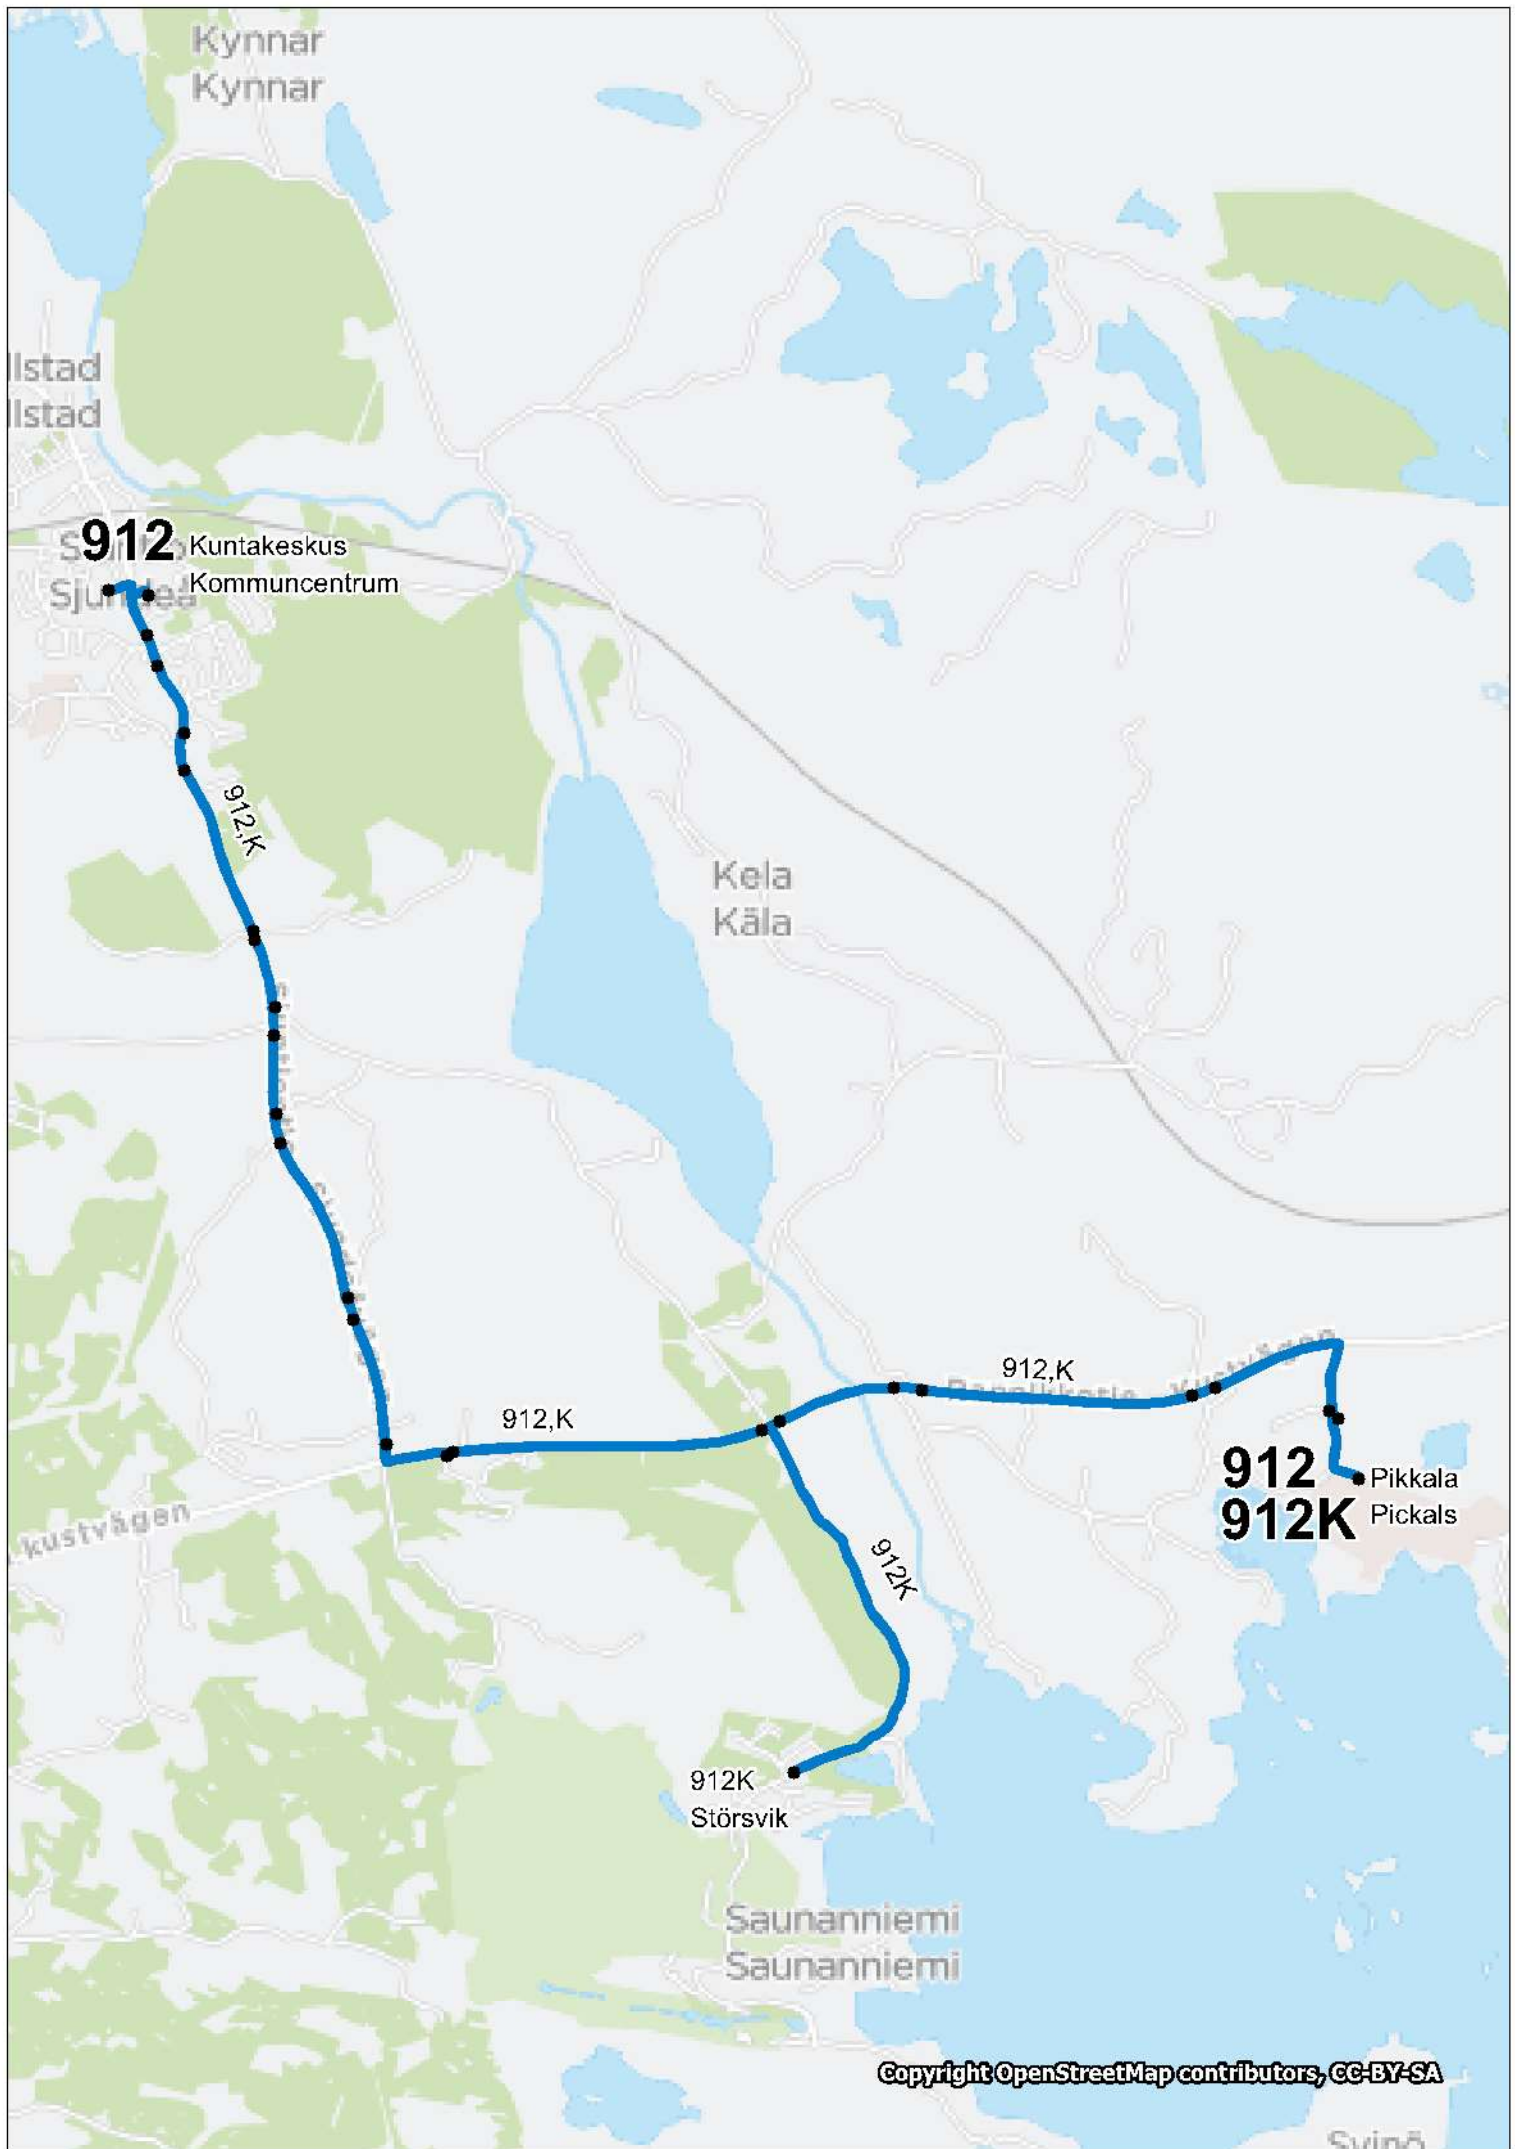 Kynnar
Kynnar
llstad
llstad
912
Kuntakeskus
Kommuncentrum
912,K
Kela
Käla
912,K
912,K
912
912K
Pikkala
Pickals
kustvägen
912K
912K
Störsvik
Saunanniemi
Saunanniemi
Copyright OpenStreetMap contributors, CC-BY-SA